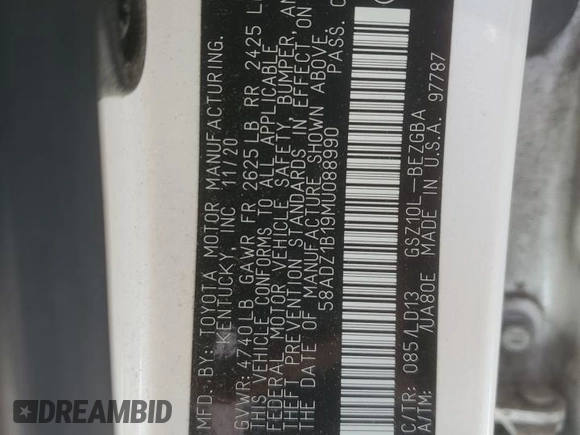 MFD. BY: TOYOTA MOTOR MANUFACTURING.
KENTUCKY, INC 11/20
GVWR: 4740LB GAWR FR 2625LB RR 2425
THIS VEHICLE CONFORMS TO ALL APPLICABLE
FEDERAL MOTOR VEHICLE SAFETY, BUMPER,
THEFT PREVENTION STANDARDS IN EFFECT ON
THE DATE OF MANUFACTURE SHOWN ABOVE.
58ADZ1B19MU088990 PASS.
C/TR: 085/LD13 GSZ10L-BEZGBA
A/TM: /UA80E MADE IN U.S.A. 97787
DREAMBID